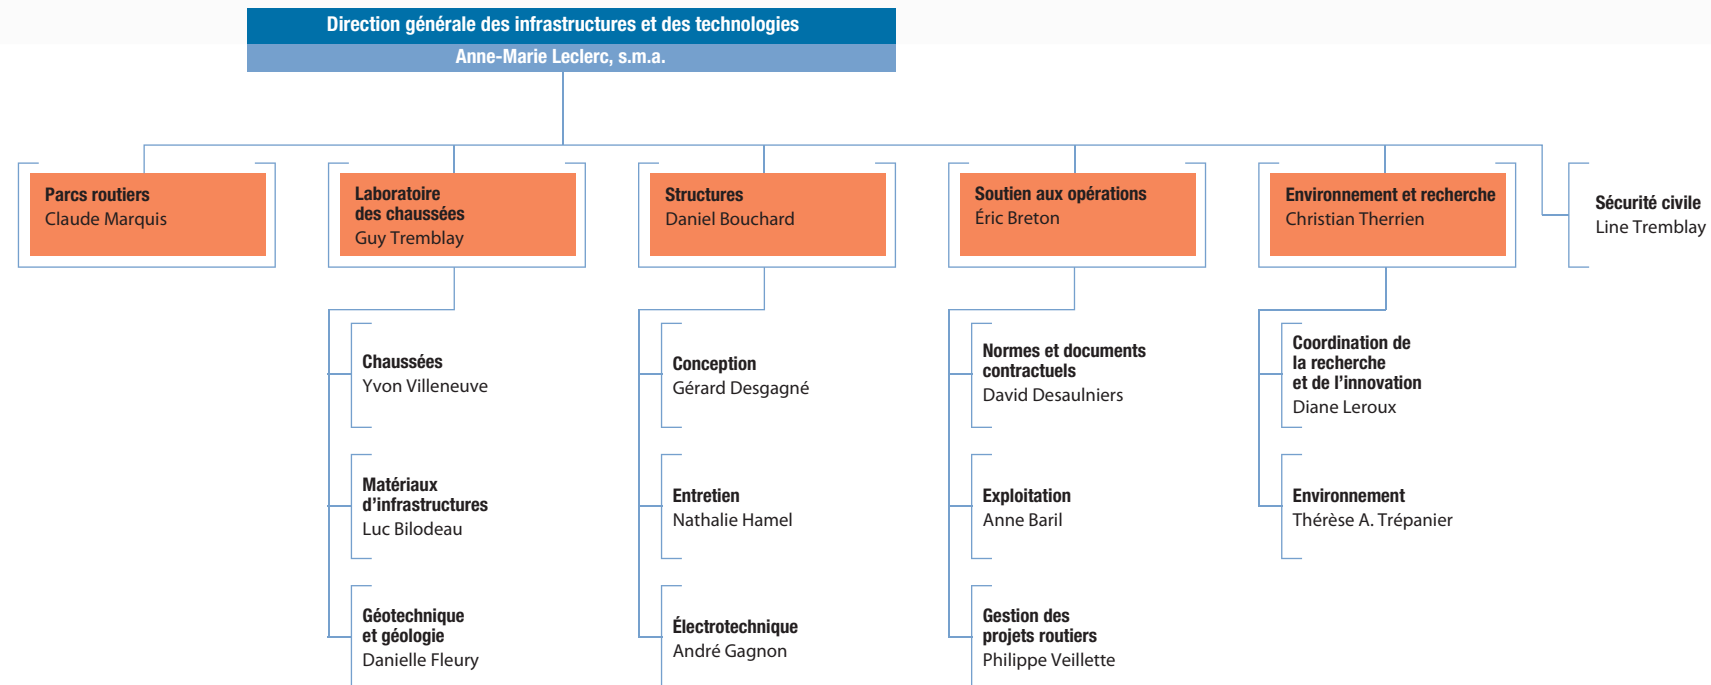 Direction générale des infrastructures et des technologies
Anne-Marie Leclerc, s.m.a.
Parcs routiers
Claude Marquis
Laboratoire
des chaussées
Guy Tremblay
Structures
Daniel Bouchard
Soutien aux opérations
Éric Breton
Environnement et recherche
Christian Therrien
Sécurité civile
Line Tremblay
Chaussées
Yvon Villeneuve
Matériaux
d'infrastructures
Luc Bilodeau
Géotechnique
et géologie
Danielle Fleury
Conception
Gérard Desgagné
Entretien
Nathalie Hamel
Électrotechnique
André Gagnon
Normes et documents
contractuels
David Desaulniers
Exploitation
Anne Baril
Gestion des
projets routiers
Philippe Veillette
Coordination de
la recherche
et de l'innovation
Diane Leroux
Environnement
Thérèse A. Trépanier